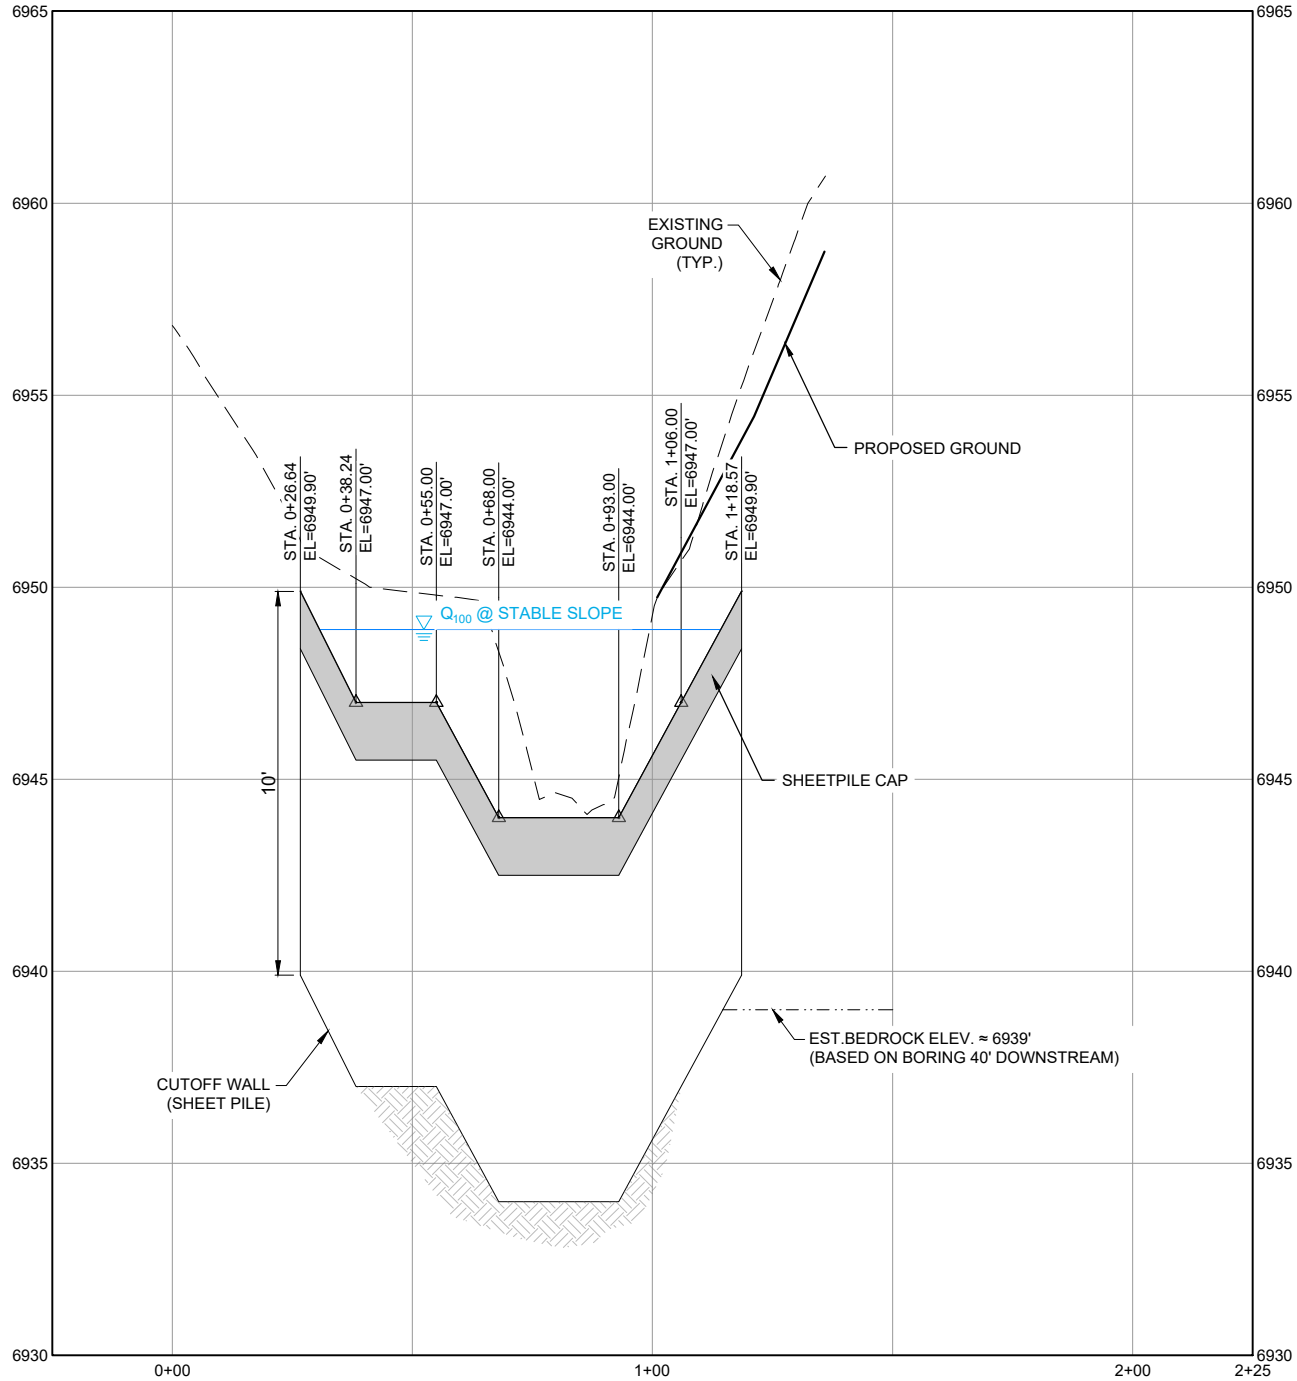 6965
6965
6960
6960
EXISTING
GROUND
(TYP.)
6955
6955
PROPOSED GROUND
STA. 0+26.64
EL=6949.90'
STA. 0+38.24
EL=6947.00'
STA. 0+55.00
EL=6947.00'
STA. 0+68.00
EL=6944.00'
STA. 0+93.00
EL=6944.00'
STA. 1+06.00
EL=6947.00'
STA. 1+18.57
EL=6949.90'
6950
6950
Q100 @ STABLE SLOPE
10'
6945
SHEETPILE CAP
6945
6940
6940
EST.BEDROCK ELEV. ≈ 6939'
(BASED ON BORING 40' DOWNSTREAM)
CUTOFF WALL
(SHEET PILE)
6935
6935
6930
6930
0+00
1+00
2+00
2+25